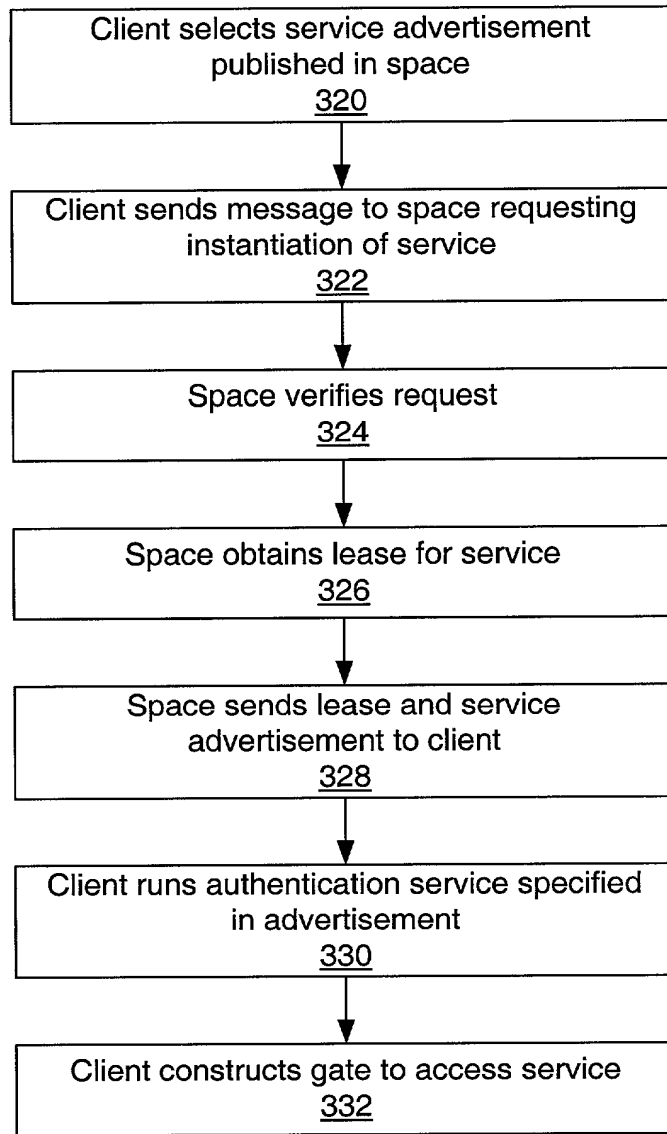 Client selects service advertisement
published in space
320
Client sends message to space requesting
instantiation of service
322
Space verifies request
324
Space obtains lease for service
326
Space sends lease and service
advertisement to client
328
Client runs authentication service specified
in advertisement
330
Client constructs gate to access service
332